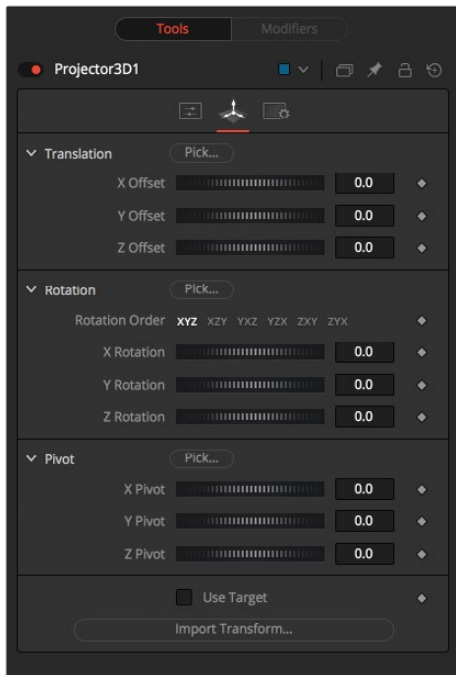 Tools Modifiers
Projector3D1
Translation Pick...
X Offset 0.0
Y Offset 0.0
Z Offset 0.0
Rotation Pick...
Rotation Order XYZ XZY YXZ YZX ZXY ZYX
X Rotation 0.0
Y Rotation 0.0
Z Rotation 0.0
Pivot Pick...
X Pivot 0.0
Y Pivot 0.0
Z Pivot 0.0
Use Target
Import Transform...